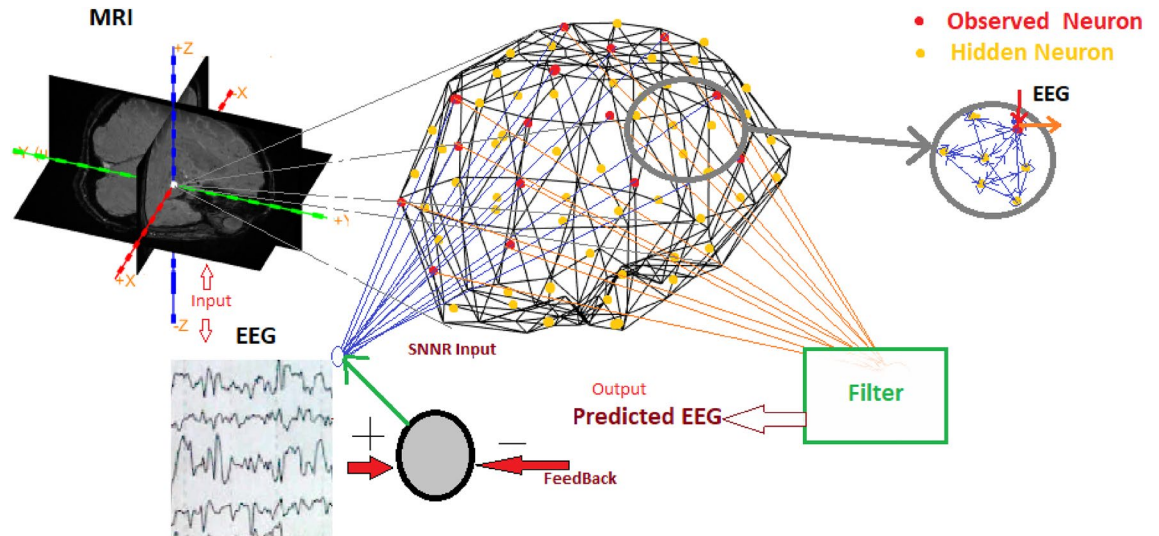 MRI
+Z
-X
+Y
+X
-Z
Input
EEG
Observed Neuron
Hidden Neuron
EEG
SNNR Input
Output
Predicted EEG
Filter
+
−
FeedBack